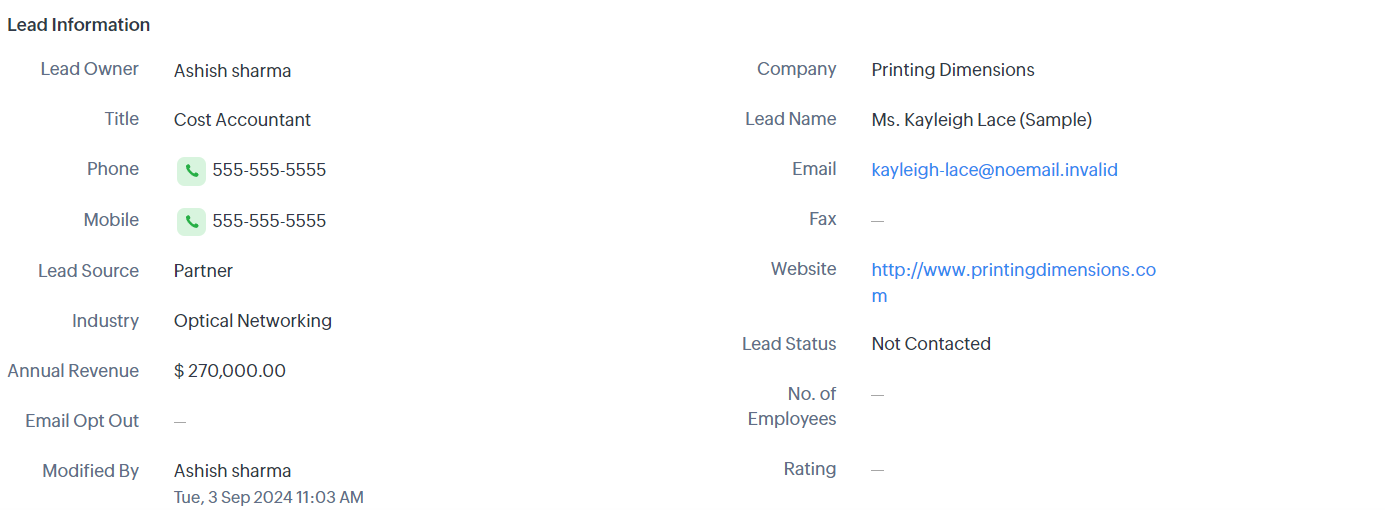 Lead Information
Lead Owner Ashish sharma
Company Printing Dimensions
Title Cost Accountant
Lead Name Ms. Kayleigh Lace (Sample)
Phone 555-555-5555
Email kayleigh-lace@noemail.invalid
Mobile 555-555-5555
Fax —
Lead Source Partner
Website http://www.printingdimensions.co
m
Industry Optical Networking
Lead Status Not Contacted
Annual Revenue $ 270,000.00
No. of —
Employees
Email Opt Out —
Modified By Ashish sharma
Tue, 3 Sep 2024 11:03 AM
Rating —